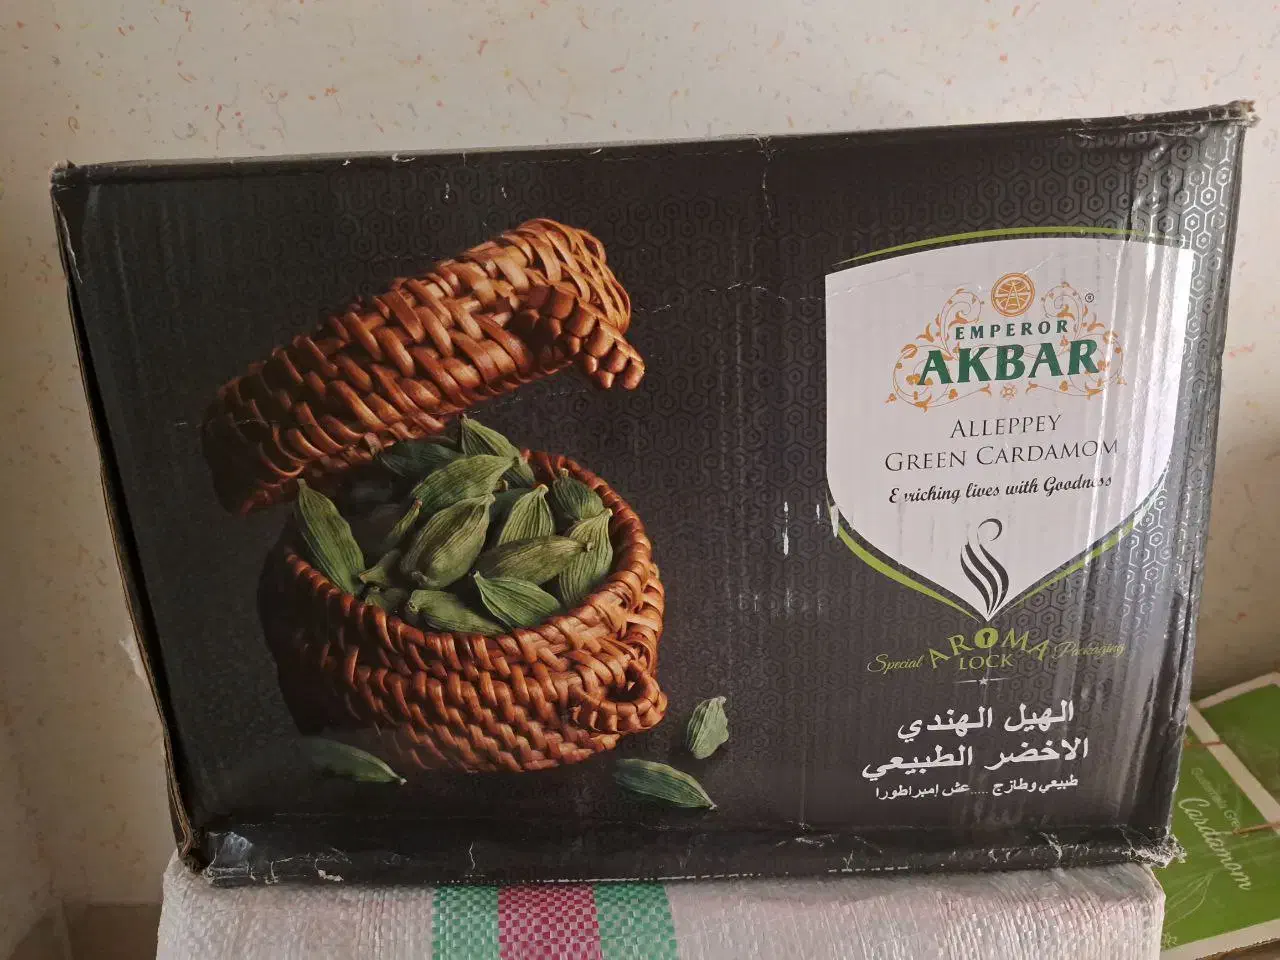 EMPEROR
AKBAR
ALLEPPEY
GREEN CARDAMOM
Enriching lives with Goodness
Special AROMA LOCK Packaging
الهيل الهندي
الاخضر الطبيعي
طبيعي وطازج .....عش إمبراطورا
Cardamom